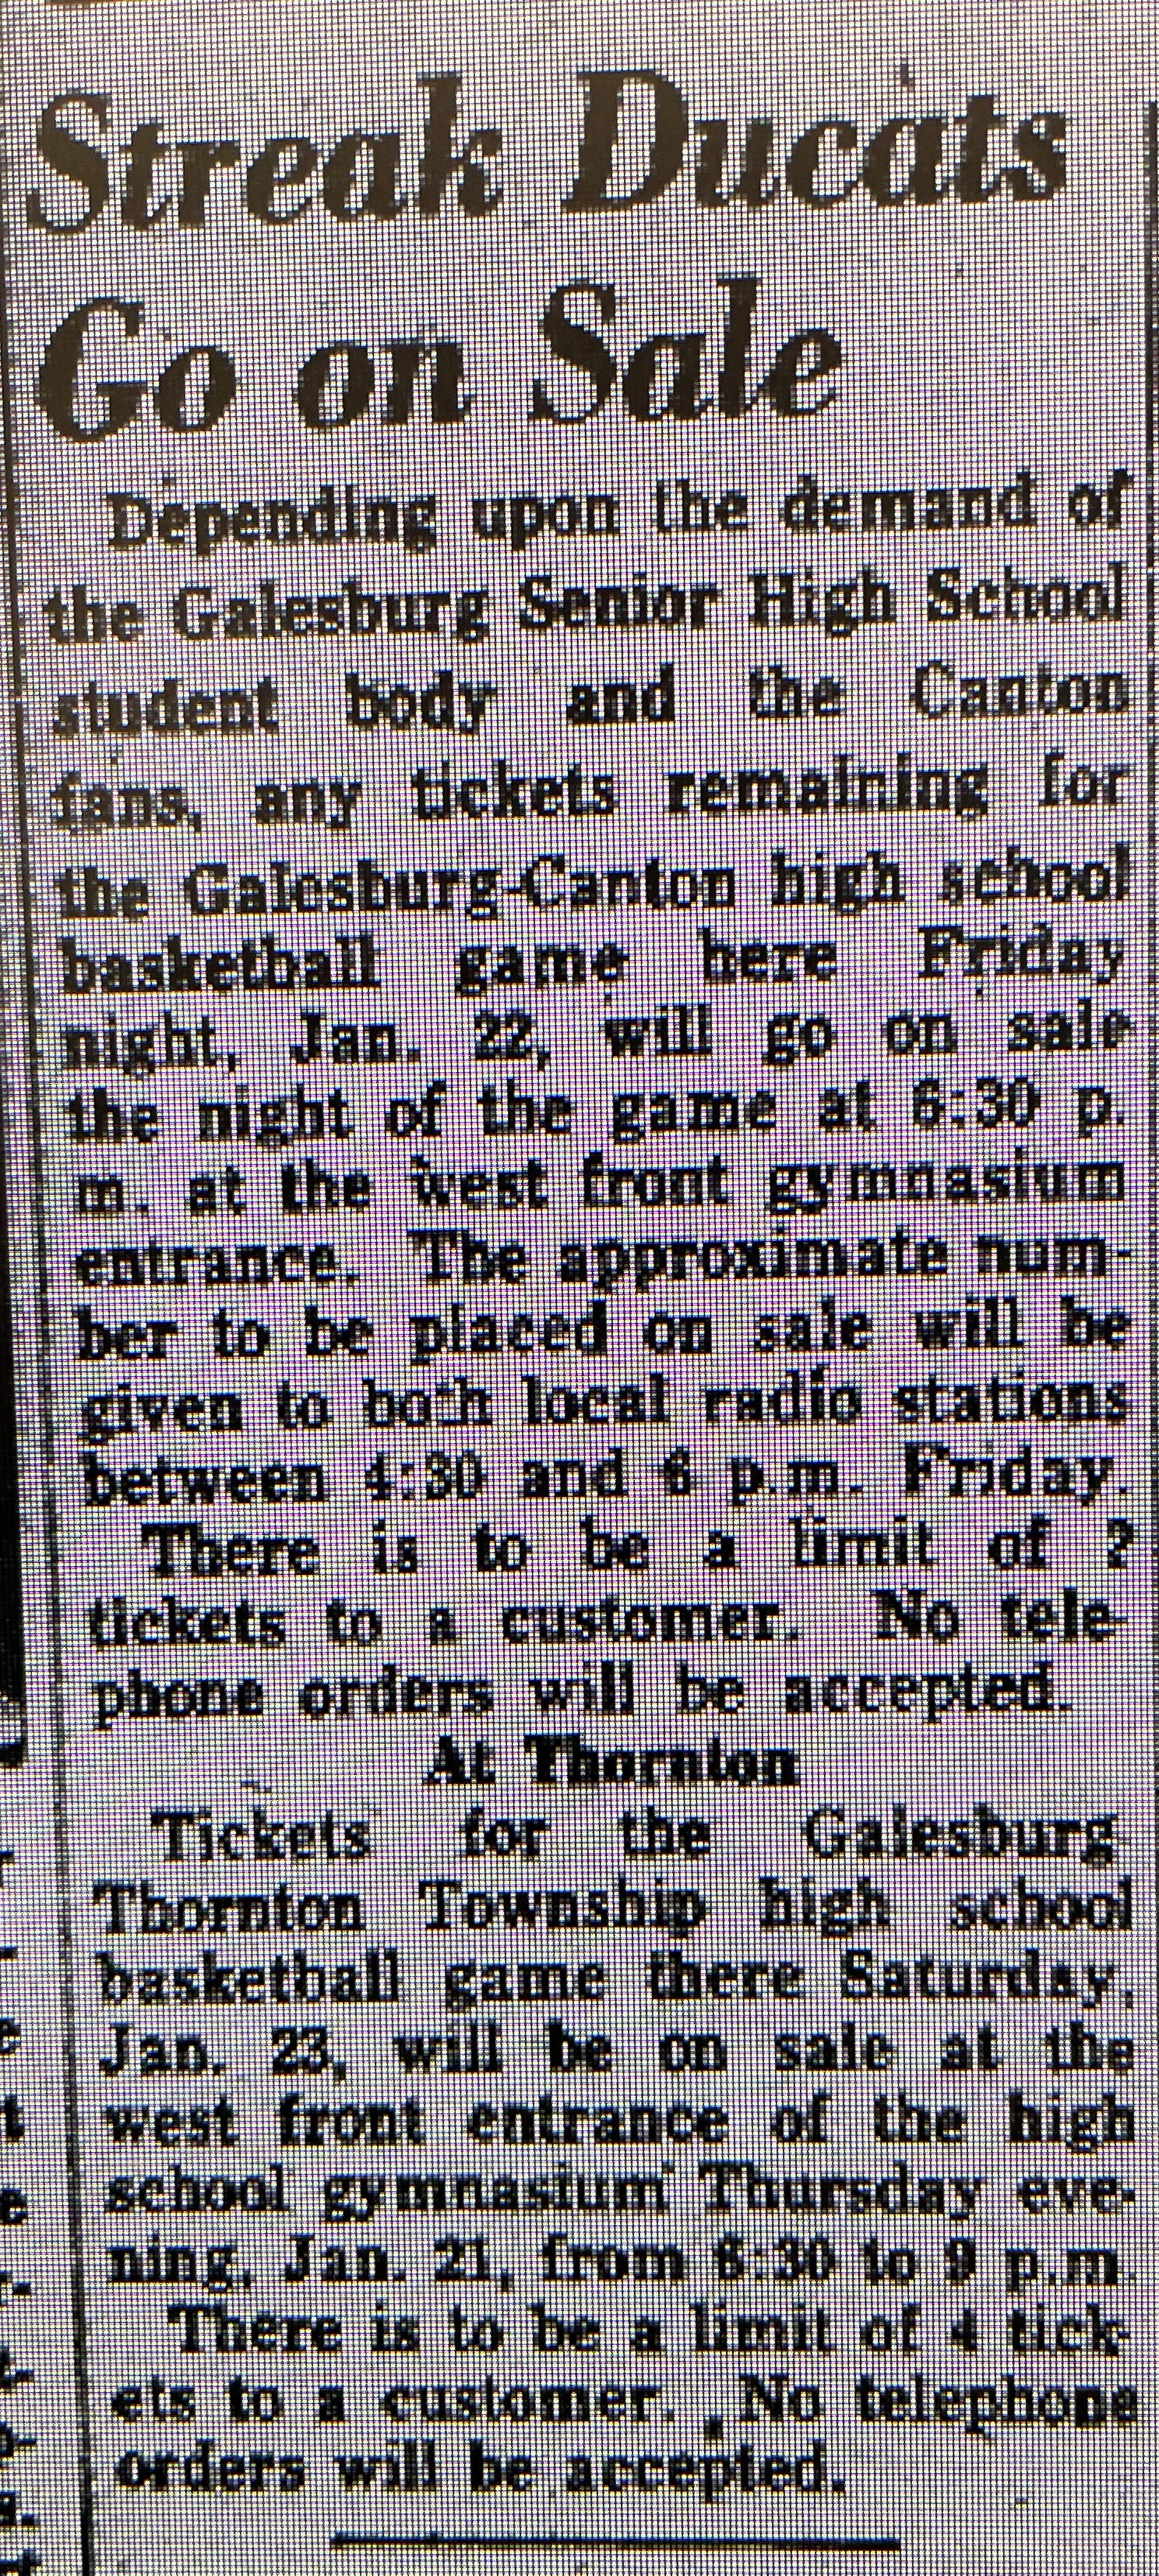 Streak Ducats
Go on Sale
Depending upon the demand of
the Galesburg Senior High School
student body and the Canton
fans, any tickets remaining for
the Galesburg-Canton high school
basketball game here Friday
night, Jan. 22, will go on sale
the night of the game at 6:30 p.
m. at the west front gymnasium
entrance. The approximate num-
ber to be placed on sale will be
given to both local radio stations
between 4:30 and 6 p.m. Friday.
There is to be a limit of
tickets to a customer. No tele-
phone orders will be accepted.
At Thornton
Tickets for the Galesburg
Thornton Township high school
basketball game there Saturday,
Jan. 23, will be on sale at the
west front entrance of the high
school gymnasium Thursday eve-
ning, Jan. 21, from 6:30 to 9 p.m.
There is to be a limit of 4 tick-
ets to a customer. No telephone
orders will be accepted.